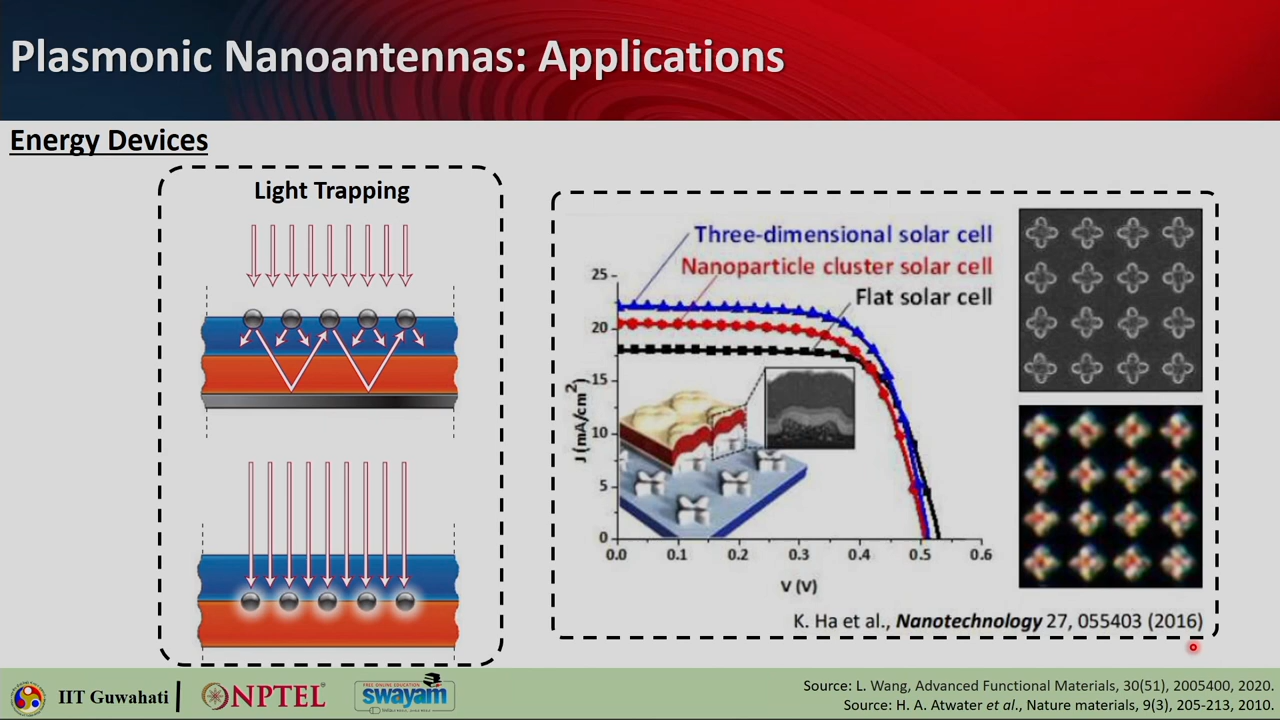 Plasmonic Nanoantennas: Applications
Energy Devices
Light Trapping
Three-dimensional solar cell
Nanoparticle cluster solar cell
Flat solar cell
25
20
15
10
5
0
J (mA/cm²)
0.0 0.1 0.2 0.3 0.4 0.5 0.6
V (V)
K. Ha et al., Nanotechnology 27, 055403 (2016)
IIT Guwahati
NPTEL
FREE ONLINE EDUCATION
swayam
Source: L. Wang, Advanced Functional Materials, 30(51), 2005400, 2020.
Source: H. A. Atwater et al., Nature materials, 9(3), 205-213, 2010.